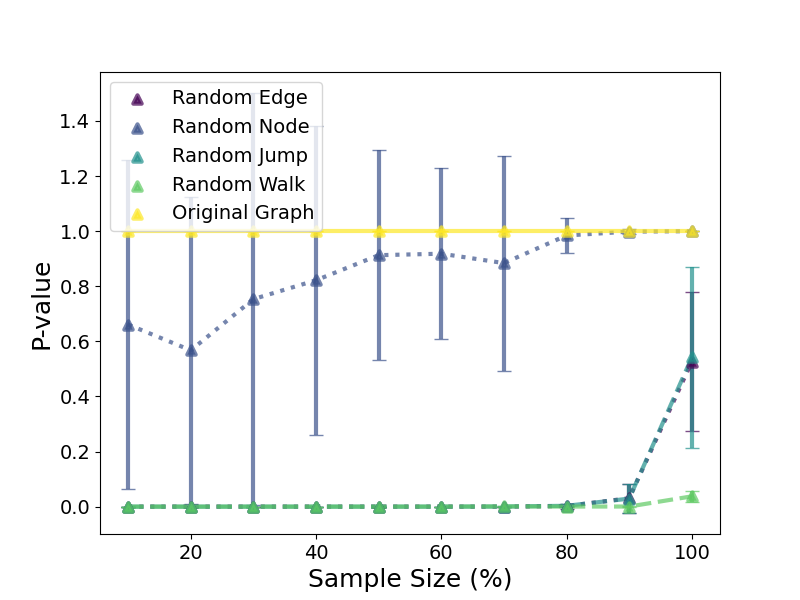 Random Edge
Random Node
Random Jump
Random Walk
Original Graph
1.4
1.2
1.0
0.8
0.6
0.4
0.2
0.0
P-value
20
40
60
80
100
Sample Size (%)